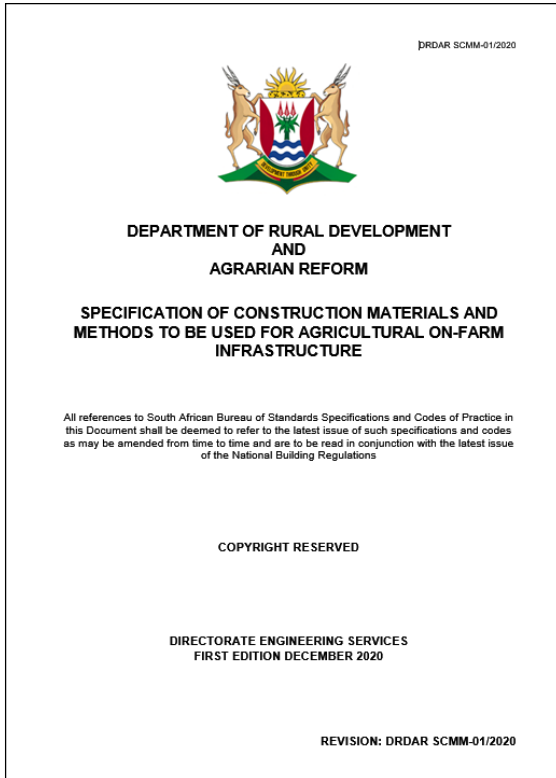 DRDAR SCMM-01/2020
DEVELOPMENT THROUGH UNITY
DEPARTMENT OF RURAL DEVELOPMENT
AND
AGRARIAN REFORM
SPECIFICATION OF CONSTRUCTION MATERIALS AND
METHODS TO BE USED FOR AGRICULTURAL ON-FARM
INFRASTRUCTURE
All references to South African Bureau of Standards Specifications and Codes of Practice in
this Document shall be deemed to refer to the latest issue of such specifications and codes
as may be amended from time to time and are to be read in conjunction with the latest issue
of the National Building Regulations
COPYRIGHT RESERVED
DIRECTORATE ENGINEERING SERVICES
FIRST EDITION DECEMBER 2020
REVISION: DRDAR SCMM-01/2020